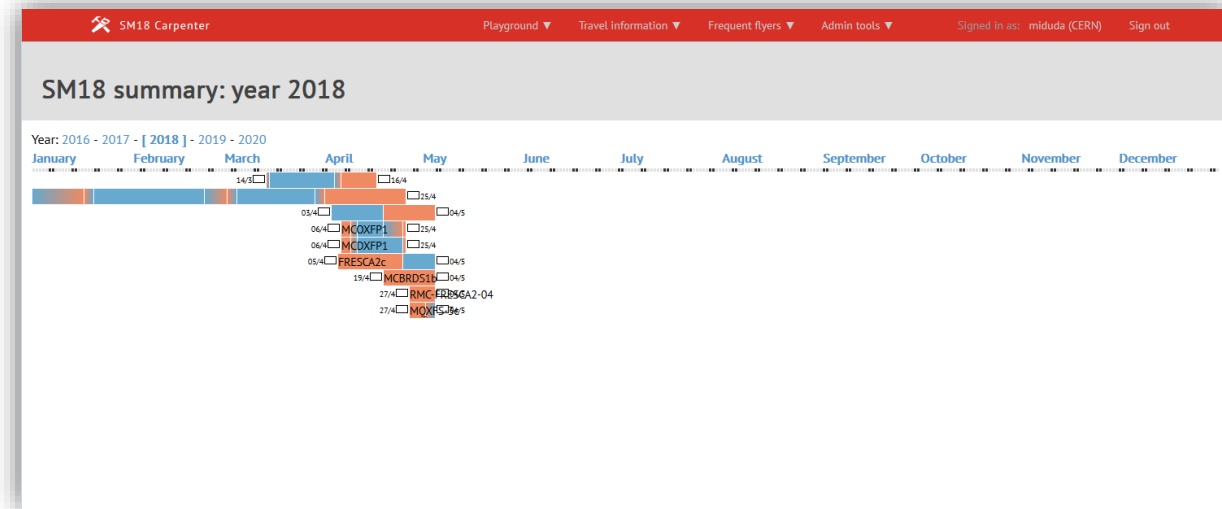 SM18 Carpenter Playground ▼ Travel information ▼ Frequent flyers ▼ Admin tools ▼ Signed in as: miduda (CERN) Sign out
SM18 summary: year 2018
Year: 2016 - 2017 - [ 2018 ] - 2019 - 2020
January February March April May June July August September October November December
14/3 16/4
25/4
03/4 04/5
06/4 MCOXFP1 25/4
06/4 MCDXFP1 25/4
05/4 FRESCA2c 04/5
19/4 MCBRDS1b 04/5
27/4 RMC-FRESCA2-04
27/4